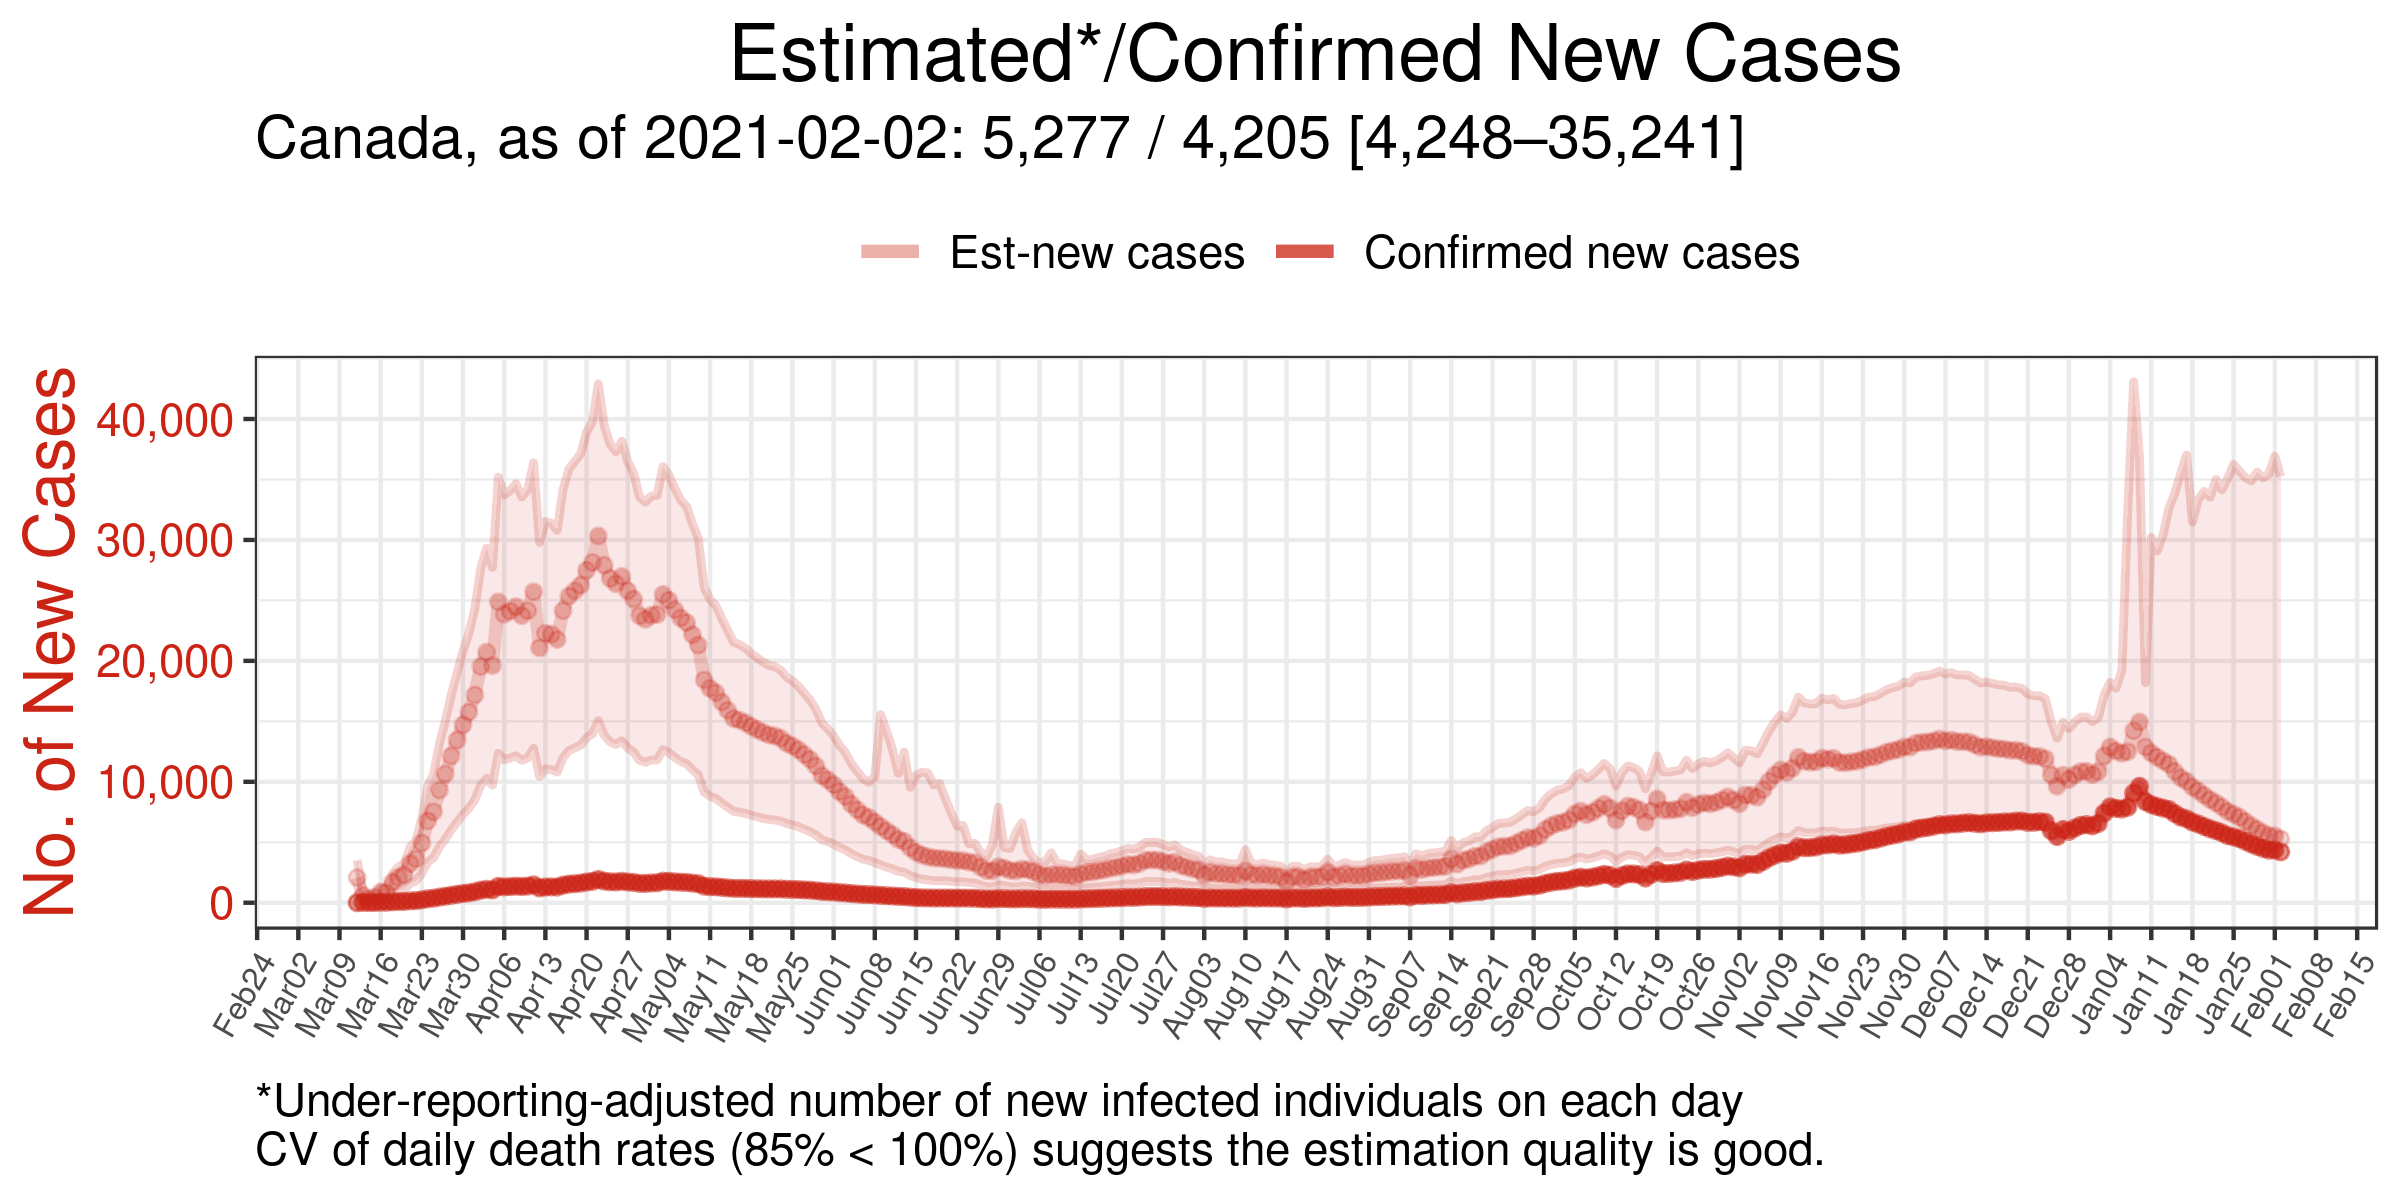 Estimated*/Confirmed New Cases
Canada, as of 2021-02-02: 5,277 / 4,205 [4,248–35,241]
Est-new cases
Confirmed new cases
No. of New Cases
40,000
30,000
20,000
10,000
0
Feb24
Mar02
Mar09
Mar16
Mar23
Mar30
Apr06
Apr13
Apr20
Apr27
May04
May11
May18
May25
Jun01
Jun08
Jun15
Jun22
Jun29
Jul06
Jul13
Jul20
Jul27
Aug03
Aug10
Aug17
Aug24
Aug31
Sep07
Sep14
Sep21
Sep28
Oct05
Oct12
Oct19
Oct26
Nov02
Nov09
Nov16
Nov23
Nov30
Dec07
Dec14
Dec21
Dec28
Jan04
Jan11
Jan18
Jan25
Feb01
Feb08
Feb15
*Under-reporting-adjusted number of new infected individuals on each day
CV of daily death rates (85% < 100%) suggests the estimation quality is good.